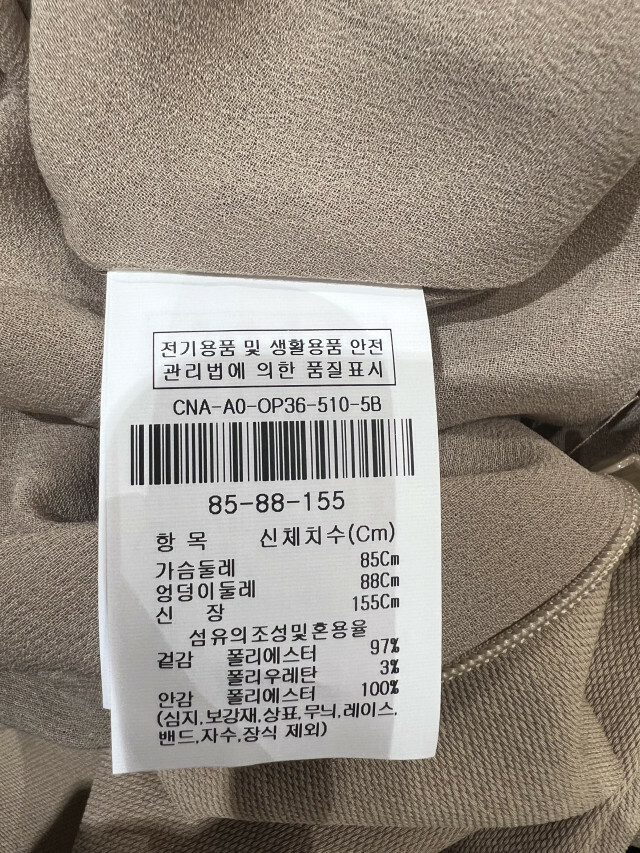 전기용품 및 생활용품 안전
관리법에 의한 품질표시
CNA-A0-OP36-510-5B
85-88-155
항 목 신체치수(Cm)
가슴둘레 85Cm
엉덩이둘레 88Cm
신 장 155Cm
섬유의조성및혼용율
겉감 폴리에스터 97%
폴리우레탄 3%
안감 폴리에스터 100%
(심지,보강재,상표,무늬,레이스,
밴드,자수,장식 제외)